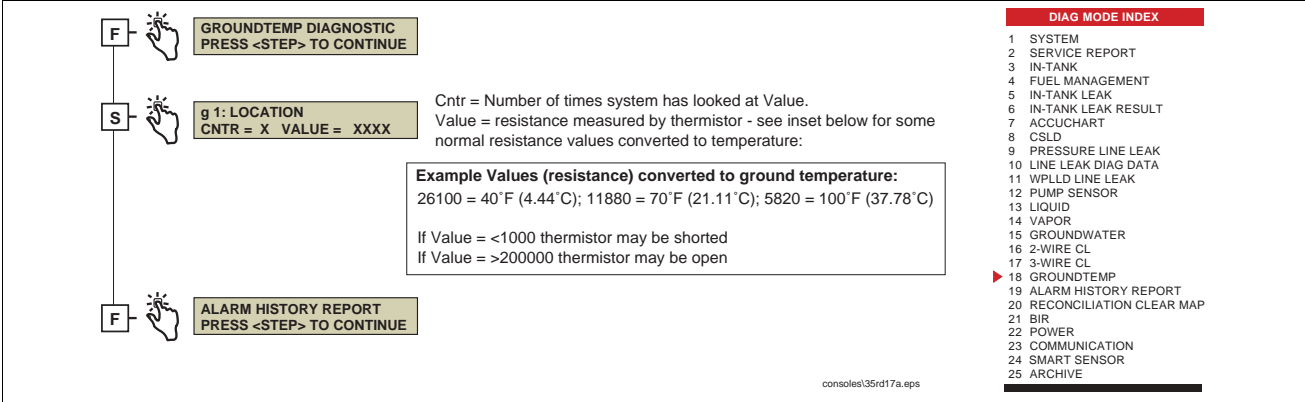 F
GROUNDTEMP DIAGNOSTIC
PRESS <STEP> TO CONTINUE
S
g 1: LOCATION
CNTR = X VALUE = XXXX
Cntr = Number of times system has looked at Value.
Value = resistance measured by thermistor - see inset below for some
normal resistance values converted to temperature:
Example Values (resistance) converted to ground temperature:
26100 = 40˚F (4.44˚C); 11880 = 70˚F (21.11˚C); 5820 = 100˚F (37.78˚C)
If Value = <1000 thermistor may be shorted
If Value = >200000 thermistor may be open
F
ALARM HISTORY REPORT
PRESS <STEP> TO CONTINUE
consoles\35rd17a.eps
DIAG MODE INDEX
1 SYSTEM
2 SERVICE REPORT
3 IN-TANK
4 FUEL MANAGEMENT
5 IN-TANK LEAK
6 IN-TANK LEAK RESULT
7 ACCUCHART
8 CSLD
9 PRESSURE LINE LEAK
10 LINE LEAK DIAG DATA
11 WPLLD LINE LEAK
12 PUMP SENSOR
13 LIQUID
14 VAPOR
15 GROUNDWATER
16 2-WIRE CL
17 3-WIRE CL
18 GROUNDTEMP
19 ALARM HISTORY REPORT
20 RECONCILIATION CLEAR MAP
21 BIR
22 POWER
23 COMMUNICATION
24 SMART SENSOR
25 ARCHIVE